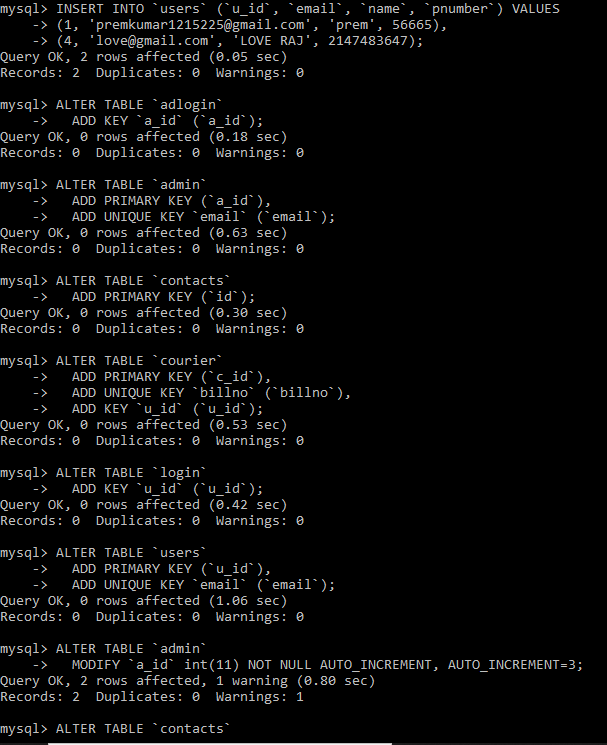 mysql> INSERT INTO `users` (`u_id`, `email`, `name`, `pnumber`) VALUES
    -> (1, 'premkumar1215225@gmail.com', 'prem', 56665),
    -> (4, 'love@gmail.com', 'LOVE RAJ', 2147483647);
Query OK, 2 rows affected (0.05 sec)
Records: 2  Duplicates: 0  Warnings: 0

mysql> ALTER TABLE `adlogin`
    ->   ADD KEY `a_id` (`a_id`);
Query OK, 0 rows affected (0.18 sec)
Records: 0  Duplicates: 0  Warnings: 0

mysql> ALTER TABLE `admin`
    ->   ADD PRIMARY KEY (`a_id`),
    ->   ADD UNIQUE KEY `email` (`email`);
Query OK, 0 rows affected (0.63 sec)
Records: 0  Duplicates: 0  Warnings: 0

mysql> ALTER TABLE `contacts`
    ->   ADD PRIMARY KEY (`id`);
Query OK, 0 rows affected (0.30 sec)
Records: 0  Duplicates: 0  Warnings: 0

mysql> ALTER TABLE `courier`
    ->   ADD PRIMARY KEY (`c_id`),
    ->   ADD UNIQUE KEY `billno` (`billno`),
    ->   ADD KEY `u_id` (`u_id`);
Query OK, 0 rows affected (0.53 sec)
Records: 0  Duplicates: 0  Warnings: 0

mysql> ALTER TABLE `login`
    ->   ADD KEY `u_id` (`u_id`);
Query OK, 0 rows affected (0.42 sec)
Records: 0  Duplicates: 0  Warnings: 0

mysql> ALTER TABLE `users`
    ->   ADD PRIMARY KEY (`u_id`),
    ->   ADD UNIQUE KEY `email` (`email`);
Query OK, 0 rows affected (1.06 sec)
Records: 0  Duplicates: 0  Warnings: 0

mysql> ALTER TABLE `admin`
    ->   MODIFY `a_id` int(11) NOT NULL AUTO_INCREMENT, AUTO_INCREMENT=3;
Query OK, 2 rows affected, 1 warning (0.80 sec)
Records: 2  Duplicates: 0  Warnings: 1

mysql> ALTER TABLE `contacts`